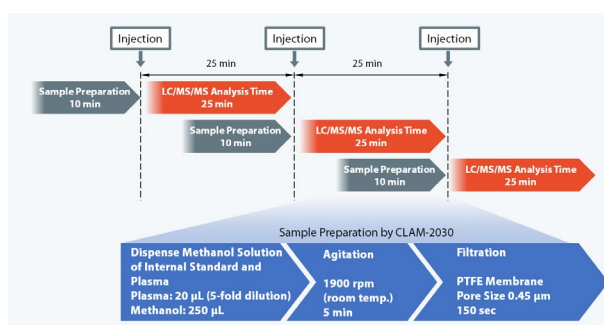 Injection
Injection
Injection
25 min
25 min
Sample Preparation
10 min
LC/MS/MS Analysis Time
25 min
Sample Preparation
10 min
LC/MS/MS Analysis Time
25 min
Sample Preparation
10 min
LC/MS/MS Analysis Time
25 min
Sample Preparation by CLAM-2030
Dispense Methanol Solution
of Internal Standard and
Plasma
Plasma: 20 µL (5-fold dilution)
Methanol: 250 µL
Agitation
1900 rpm
(room temp.)
5 min
Filtration
PTFE Membrane
Pore Size 0.45 µm
150 sec